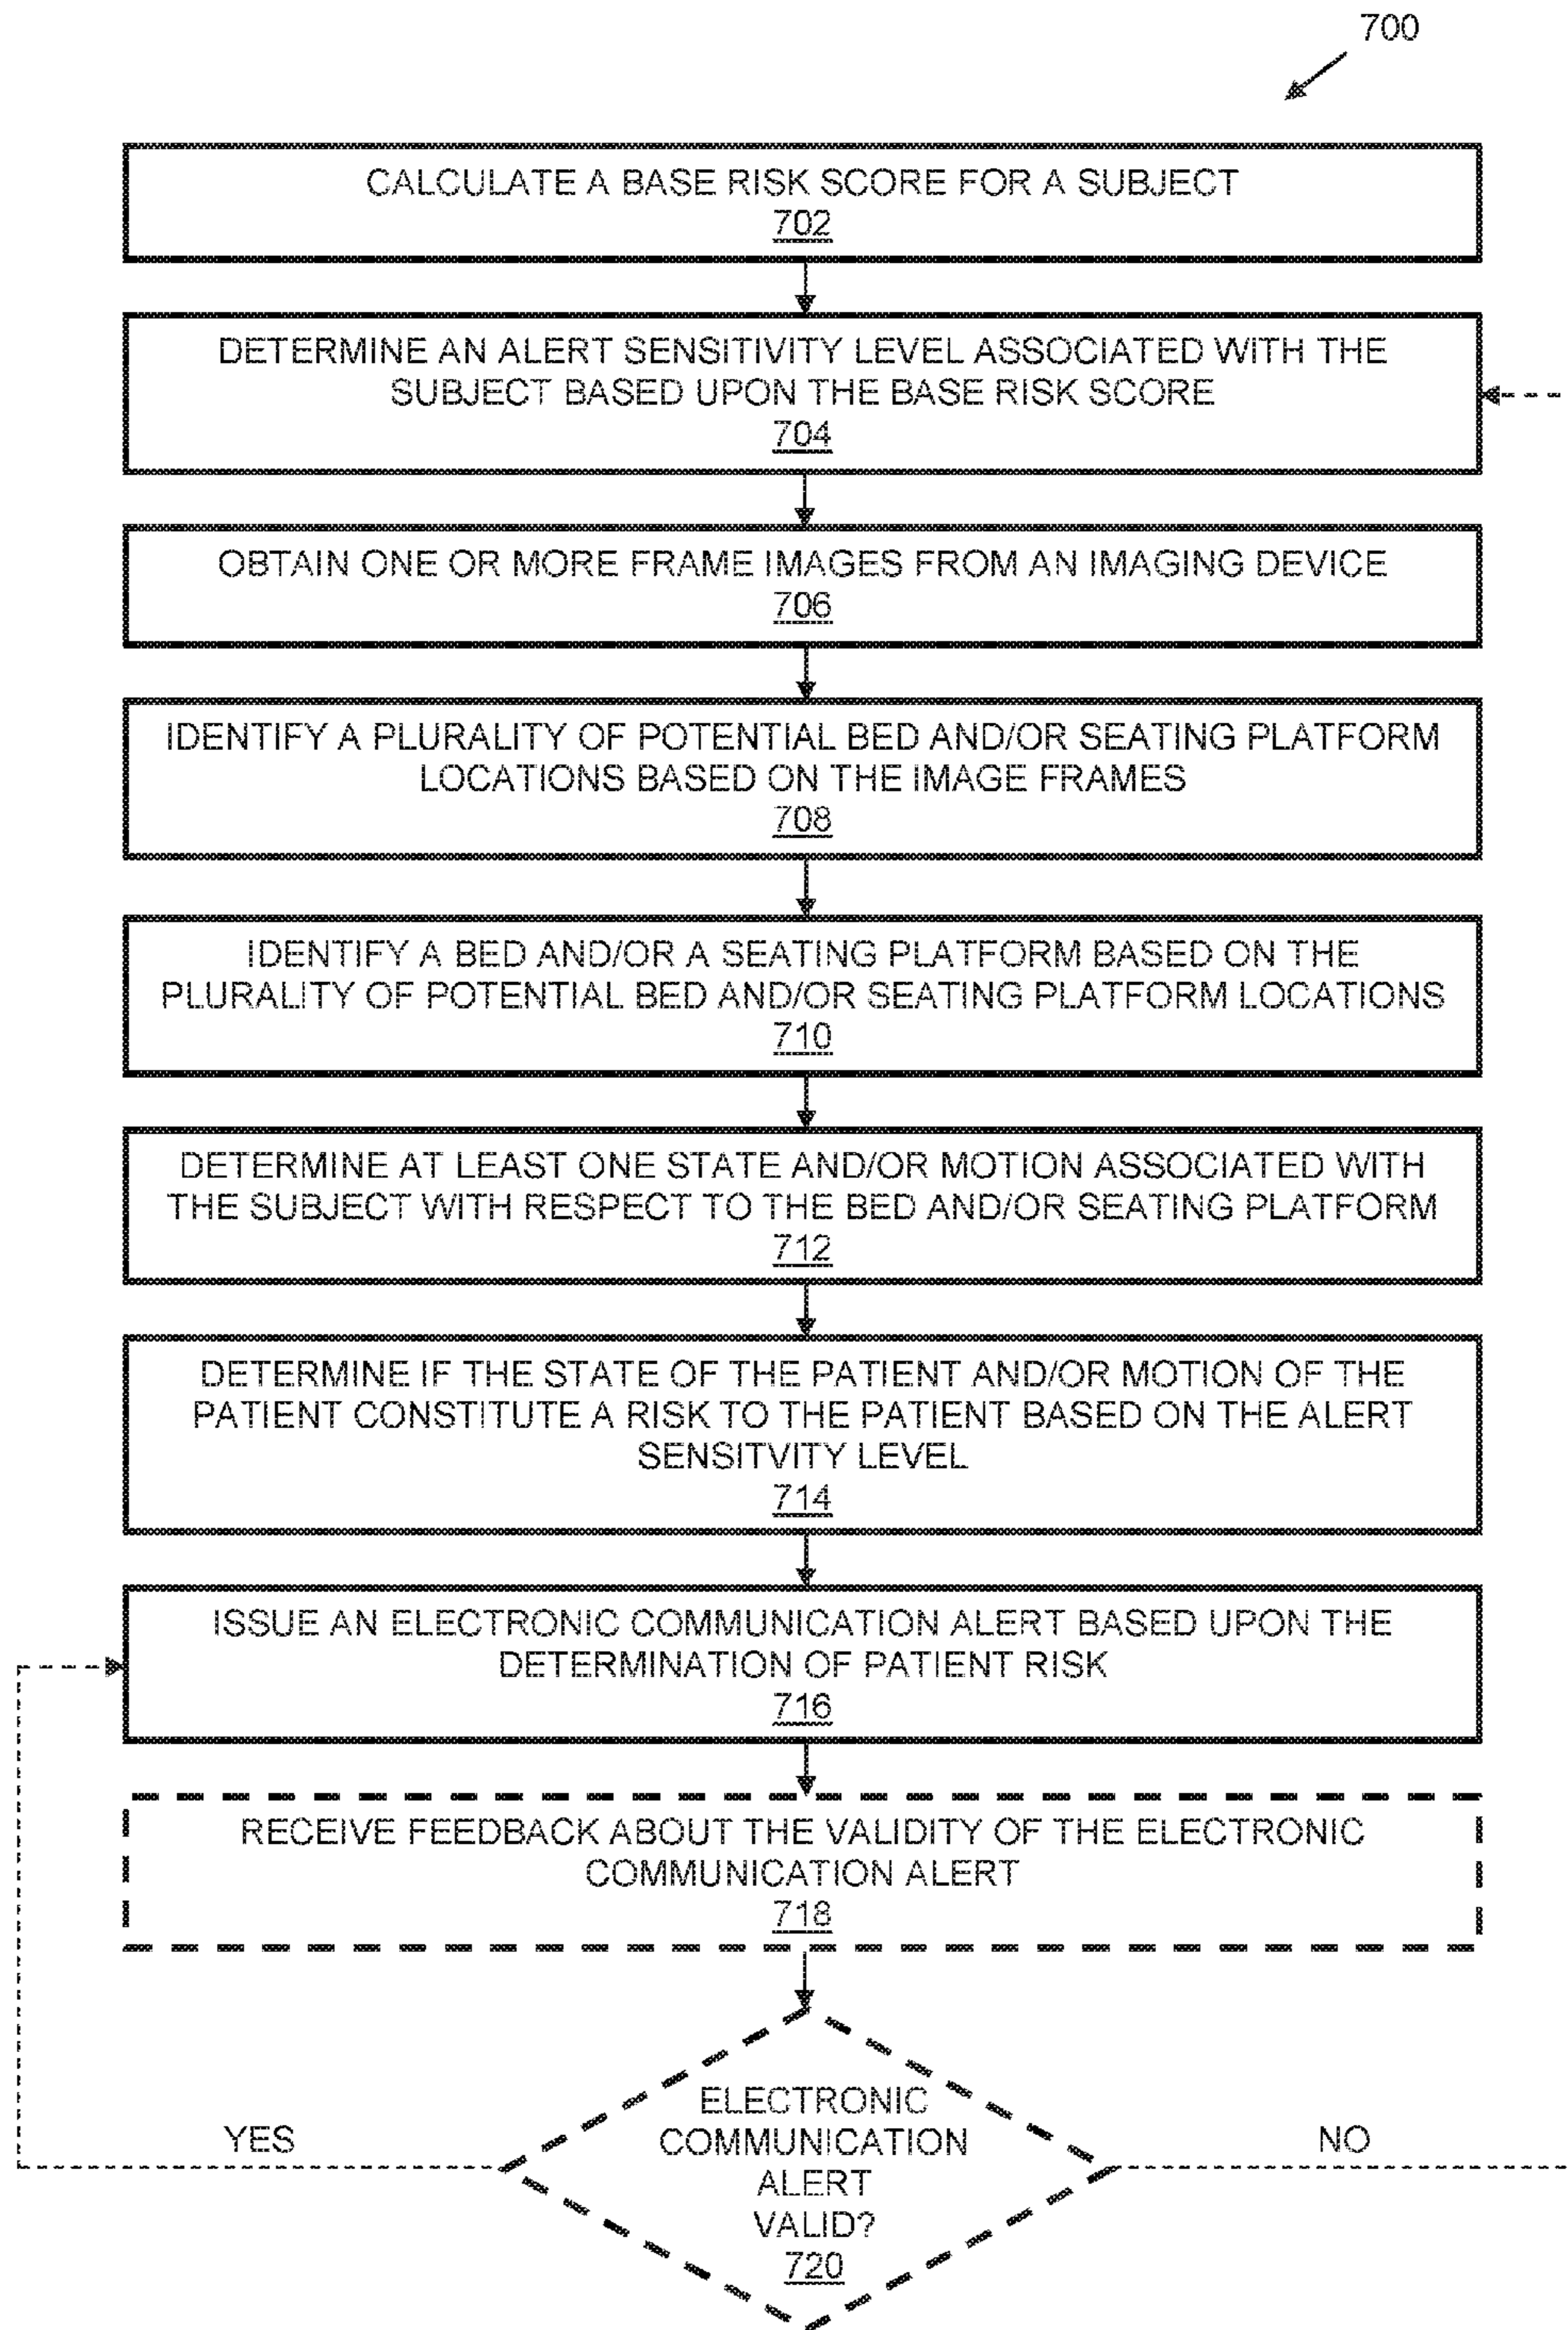 700
CALCULATE A BASE RISK SCORE FOR A SUBJECT
702
DETERMINE AN ALERT SENSITIVITY LEVEL ASSOCIATED WITH THE
SUBJECT BASED UPON THE BASE RISK SCORE
704
OBTAIN ONE OR MORE FRAME IMAGES FROM AN IMAGING DEVICE
706
IDENTIFY A PLURALITY OF POTENTIAL BED AND/OR SEATING PLATFORM
LOCATIONS BASED ON THE IMAGE FRAMES
708
IDENTIFY A BED AND/OR A SEATING PLATFORM BASED ON THE
PLURALITY OF POTENTIAL BED AND/OR SEATING PLATFORM LOCATIONS
710
DETERMINE AT LEAST ONE STATE AND/OR MOTION ASSOCIATED WITH
THE SUBJECT WITH RESPECT TO THE BED AND/OR SEATING PLATFORM
712
DETERMINE IF THE STATE OF THE PATIENT AND/OR MOTION OF THE
PATIENT CONSTITUTE A RISK TO THE PATIENT BASED ON THE ALERT
SENSITVITY LEVEL
714
ISSUE AN ELECTRONIC COMMUNICATION ALERT BASED UPON THE
DETERMINATION OF PATIENT RISK
716
RECEIVE FEEDBACK ABOUT THE VALIDITY OF THE ELECTRONIC
COMMUNICATION ALERT
718
ELECTRONIC
COMMUNICATION
ALERT
VALID?
720
YES
NO